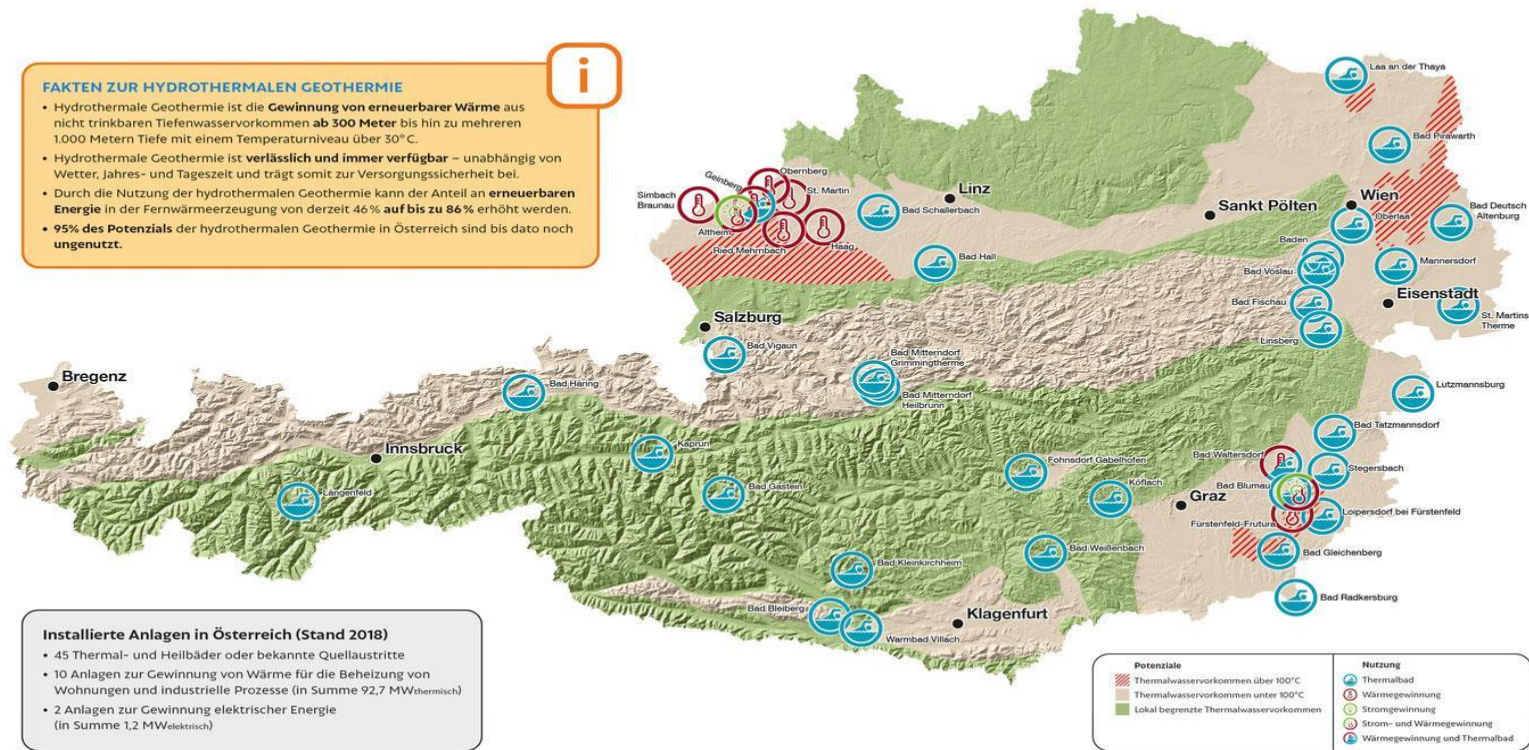 FAKTEN ZUR HYDROTHERMALEN GEOTHERMIE
i
• Hydrothermale Geothermie ist die Gewinnung von erneuerbarer Wärme aus
nicht trinkbaren Tiefenwasservorkommen ab 300 Meter bis hin zu mehreren
1.000 Metern Tiefe mit einem Temperaturniveau über 30°C.
• Hydrothermale Geothermie ist verlässlich und immer verfügbar – unabhängig von
Wetter, Jahres- und Tageszeit und trägt somit zur Versorgungssicherheit bei.
• Durch die Nutzung der hydrothermalen Geothermie kann der Anteil an erneuerbaren
Energie in der Fernwärmeerzeugung von derzeit 46% auf bis zu 86% erhöht werden.
• 95% des Potenzials der hydrothermalen Geothermie in Österreich sind bis dato noch
ungenutzt.
Laa an der Thaya
Bad Pirawarth
Obernberg
Geinberg
St. Martin
Simbach
Braunau
Altheim
Ried Mehrnbach
Haag
Bad Schallerbach
Linz
Bad Hall
Sankt Pölten
Wien
Oberlaa
Bad Deutsch
Altenburg
Baden
Bad Vöslau
Mannersdorf
Bad Fischau
Eisenstadt
St. Martins
Therme
Linsberg
Salzburg
Bad Vigaun
Bad Mitterndorf
Grimmingtherme
Bad Mitterndorf
Heilbrunn
Bregenz
Bad Häring
Lutzmannsburg
Bad Tatzmannsdorf
Innsbruck
Kaprun
Bad Waltersdorf
Stegersbach
Fohnsdorf Gabelhofen
Köflach
Bad Blumau
Längenfeld
Bad Gastein
Graz
Loipersdorf bei Fürstenfeld
Fürstenfeld-Frutura
Bad Weißenbach
Bad Gleichenberg
Bad Kleinkirchheim
Bad Radkersburg
Bad Bleiberg
Klagenfurt
Warmbad Villach
Installierte Anlagen in Österreich (Stand 2018)
• 45 Thermal- und Heilbäder oder bekannte Quellaustritte
• 10 Anlagen zur Gewinnung von Wärme für die Beheizung von
Wohnungen und industrielle Prozesse (in Summe 92,7 MWthermisch)
• 2 Anlagen zur Gewinnung elektrischer Energie
(in Summe 1,2 MWelektrisch)
Potenziale
Thermalwasservorkommen über 100°C
Thermalwasservorkommen unter 100°C
Lokal begrenzte Thermalwasservorkommen
Nutzung
Thermalbad
Wärmegewinnung
Stromgewinnung
Strom- und Wärmegewinnung
Wärmegewinnung und Thermalbad